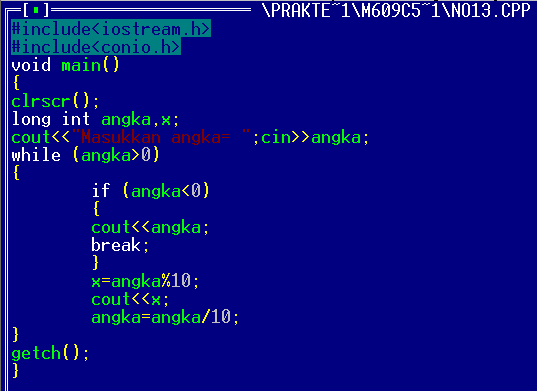 [▪] \PRAKTE~1\M609C5~1\NO13.CPP
#include<iostream.h>
#include<conio.h>
void main()
{
clrscr();
long int angka,x;
cout<<"Masukkan angka= ";cin>>angka;
while (angka>0)
{
if (angka<0)
{
cout<<angka;
break;
}
x=angka%10;
cout<<x;
angka=angka/10;
}
getch();
}